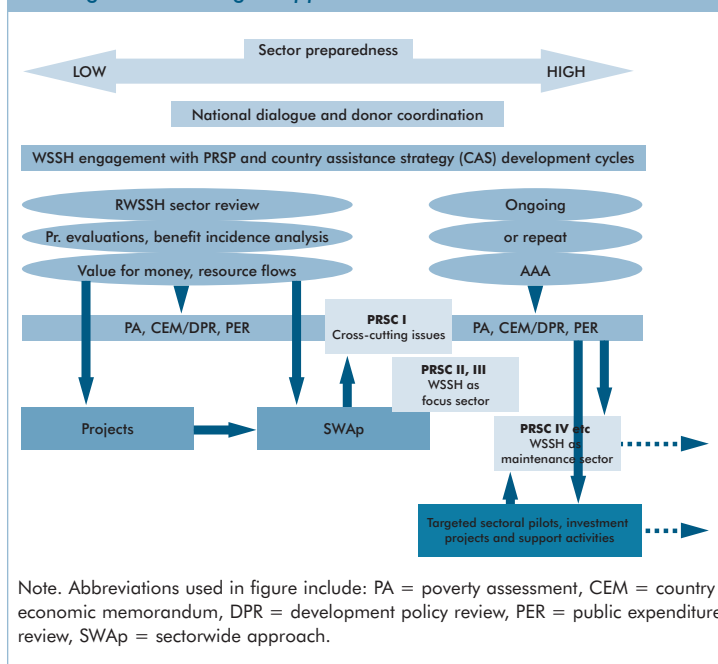 Sector preparedness
LOW
HIGH
National dialogue and donor coordination
WSSH engagement with PRSP and country assistance strategy (CAS) development cycles
RWSSH sector review
Pr. evaluations, benefit incidence analysis
Value for money, resource flows
Ongoing
or repeat
AAA
PA, CEM/DPR, PER
PRSC I
Cross-cutting issues
PA, CEM/DPR, PER
PRSC II, III
WSSH as
focus sector
Projects
SWAp
PRSC IV etc
WSSH as
maintenance sector
Targeted sectoral pilots, investment
projects and support activities
Note. Abbreviations used in figure include: PA = poverty assessment, CEM = country
economic memorandum, DPR = development policy review, PER = public expenditure
review, SWAp = sectorwide approach.